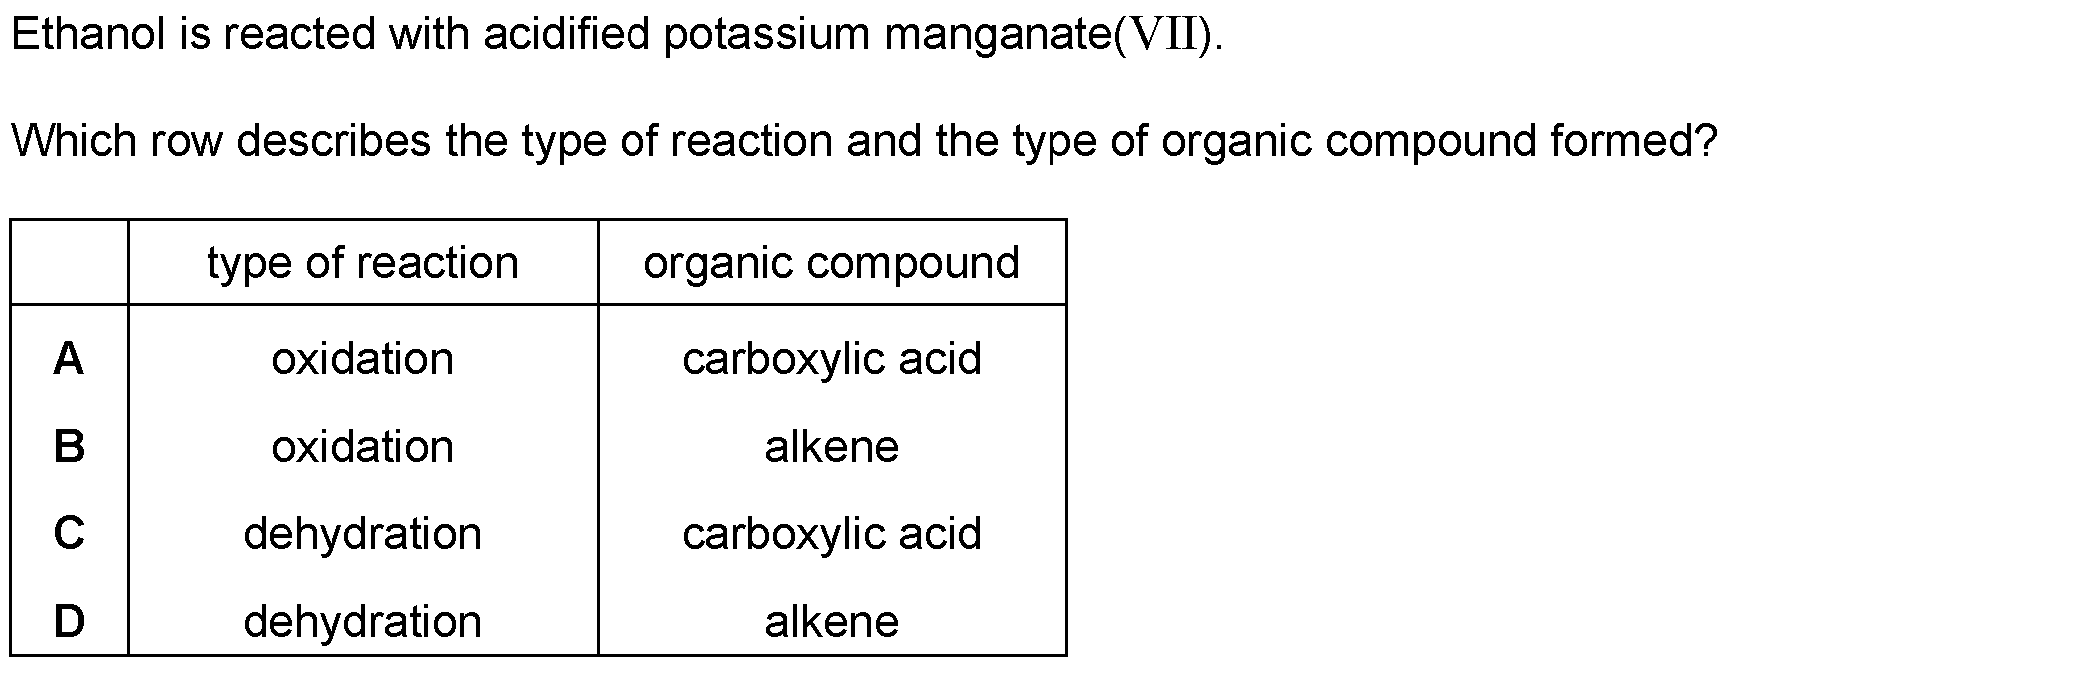 Ethanol is reacted with acidified potassium manganate(VII).
Which row describes the type of reaction and the type of organic compound formed?
type of reaction organic compound
A oxidation carboxylic acid
B oxidation alkene
C dehydration carboxylic acid
D dehydration alkene